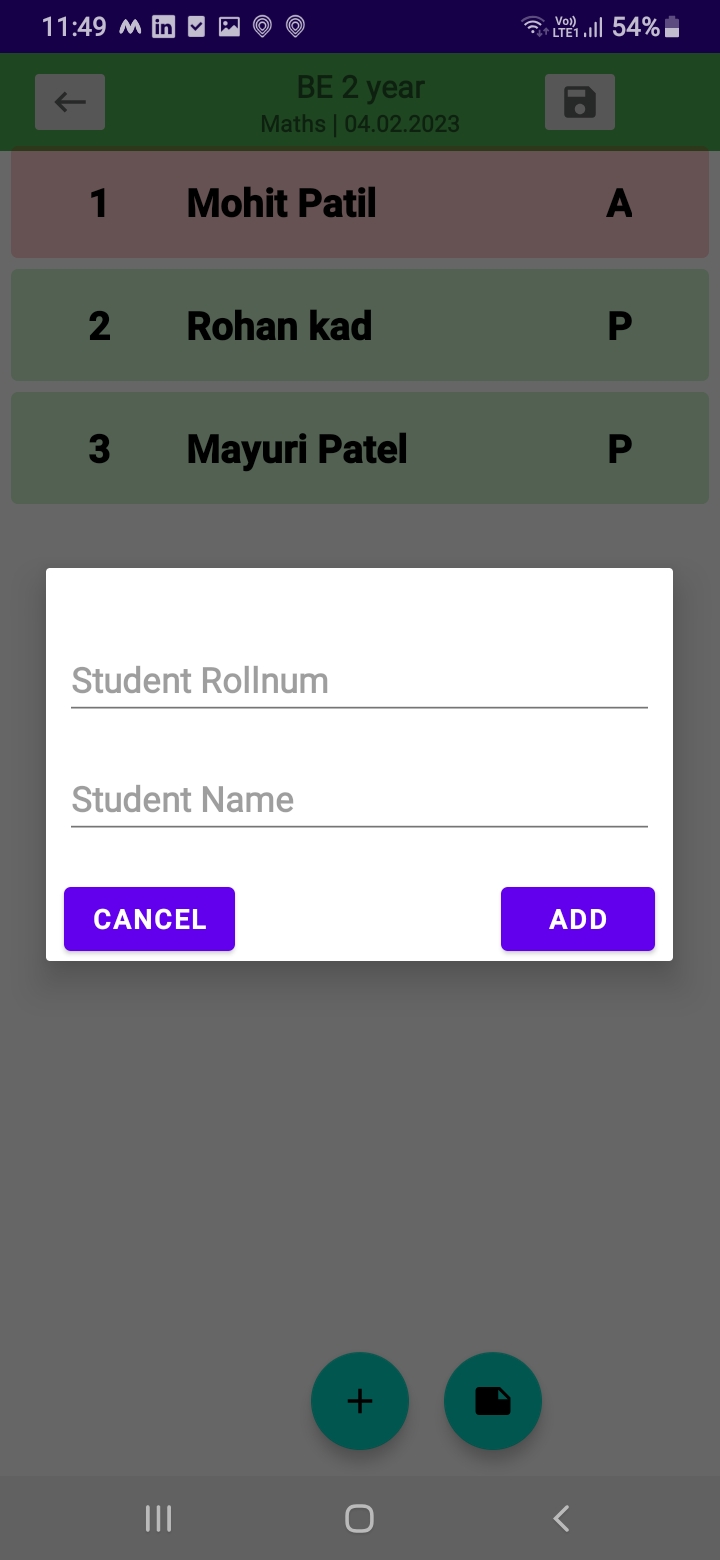 11:49 in Vo)) LTE1 54%
BE 2 year
Maths | 04.02.2023
1 Mohit Patil A
2 Rohan kad P
3 Mayuri Patel P
Student Rollnum
Student Name
CANCEL ADD